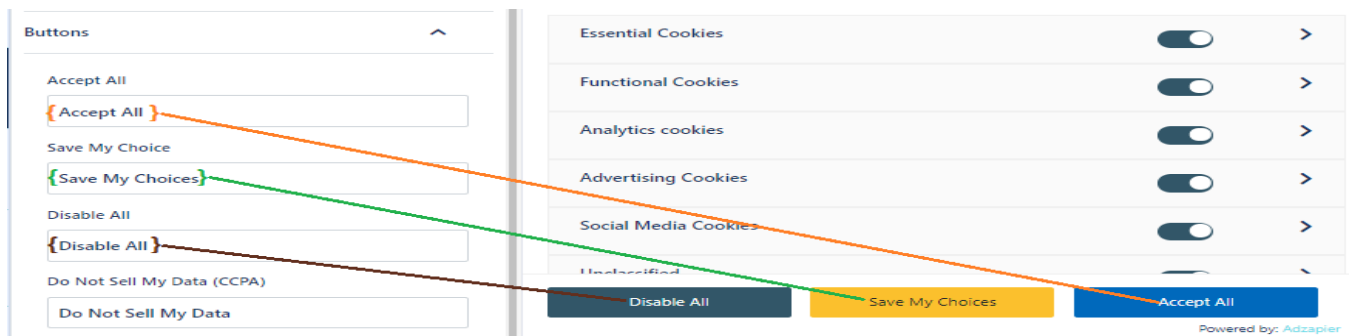 Buttons
Accept All
{Accept All }
Save My Choice
{Save My Choices}
Disable All
{Disable All }
Do Not Sell My Data (CCPA)
Do Not Sell My Data
Essential Cookies
Functional Cookies
Analytics cookies
Advertising Cookies
Social Media Cookies
Unclassified
Disable All
Save My Choices
Accept All
Powered by: Adzapier